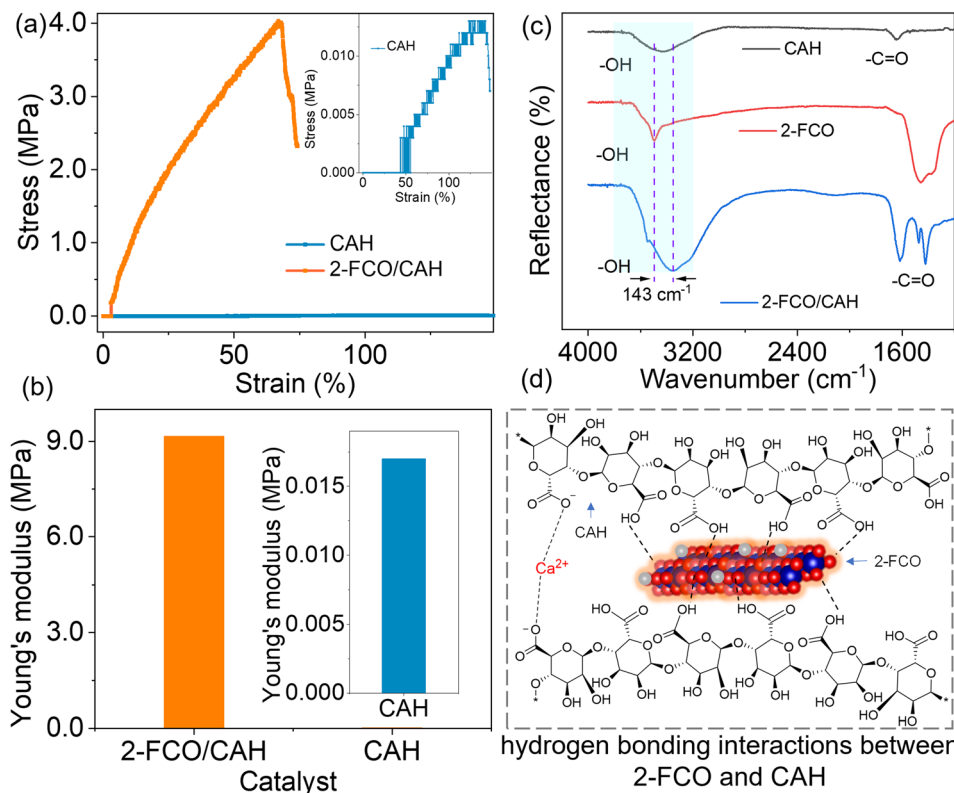 (a)
4.0
3.0
2.0
1.0
0.0
Stress (MPa)
0
50
100
Strain (%)
CAH
2-FCO/CAH
CAH
0.010
0.005
0.000
Stress (MPa)
0
50
100
Strain (%)
(b)
9.0
6.0
3.0
0.0
Young's modulus (MPa)
2-FCO/CAH
CAH
Catalyst
0.015
0.010
0.005
0.000
Young's modulus (MPa)
CAH
(c)
Reflectance (%)
-OH
CAH
-C=O
-OH
2-FCO
-OH
143 cm⁻¹
-C=O
2-FCO/CAH
4000
3200
2400
1600
Wavenumber (cm⁻¹)
(d)
CAH
Ca²⁺
2-FCO
hydrogen bonding interactions between
2-FCO and CAH